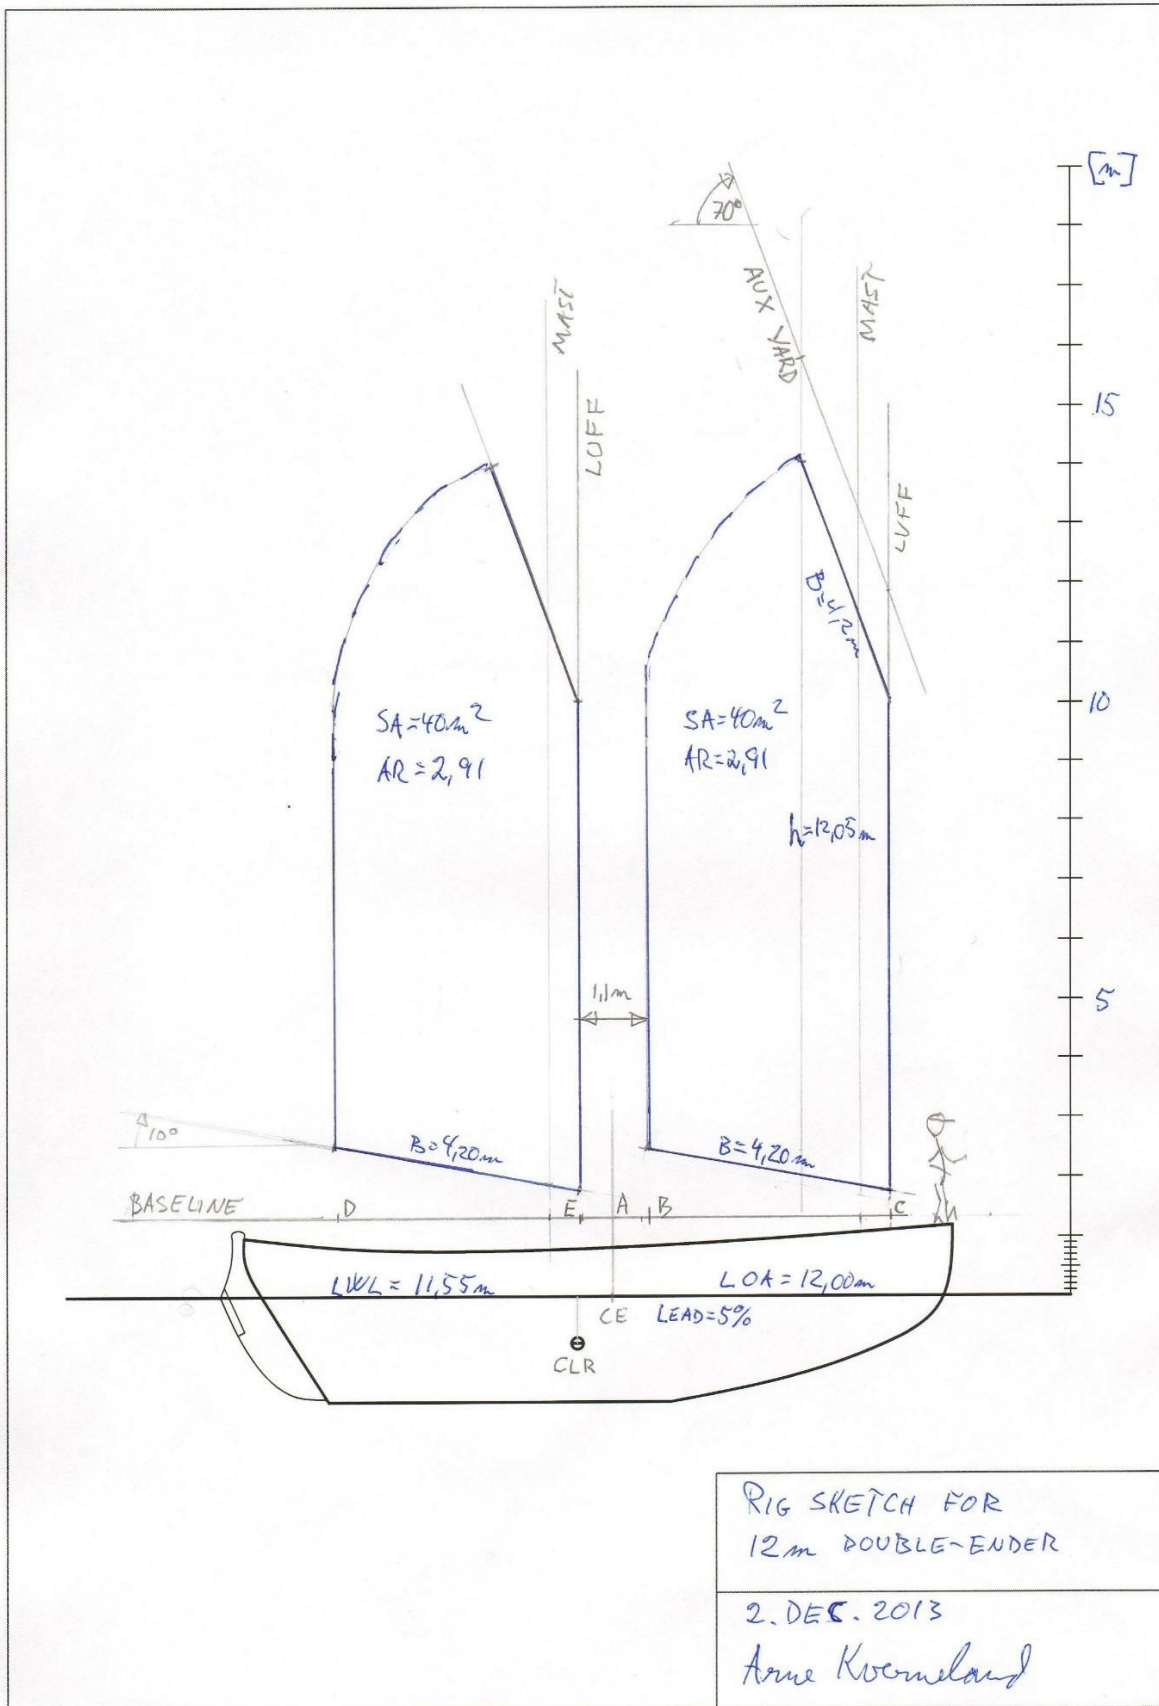 [m]
70°
AUX YARD
MAST
MAST
LUFF
LUFF
15
B=4,2m
10
SA=40m²
AR=2,91
SA=40m²
AR=2,91
h=12,05m
1,1m
5
10°
B=4,20m
B=4,20m
BASELINE D E A B C
LWL = 11,55m LOA = 12,00m
CE LEAD=5%
CLR
RIG SKETCH FOR
12m DOUBLE-ENDER
2. DEC. 2013
Arne Kverneland